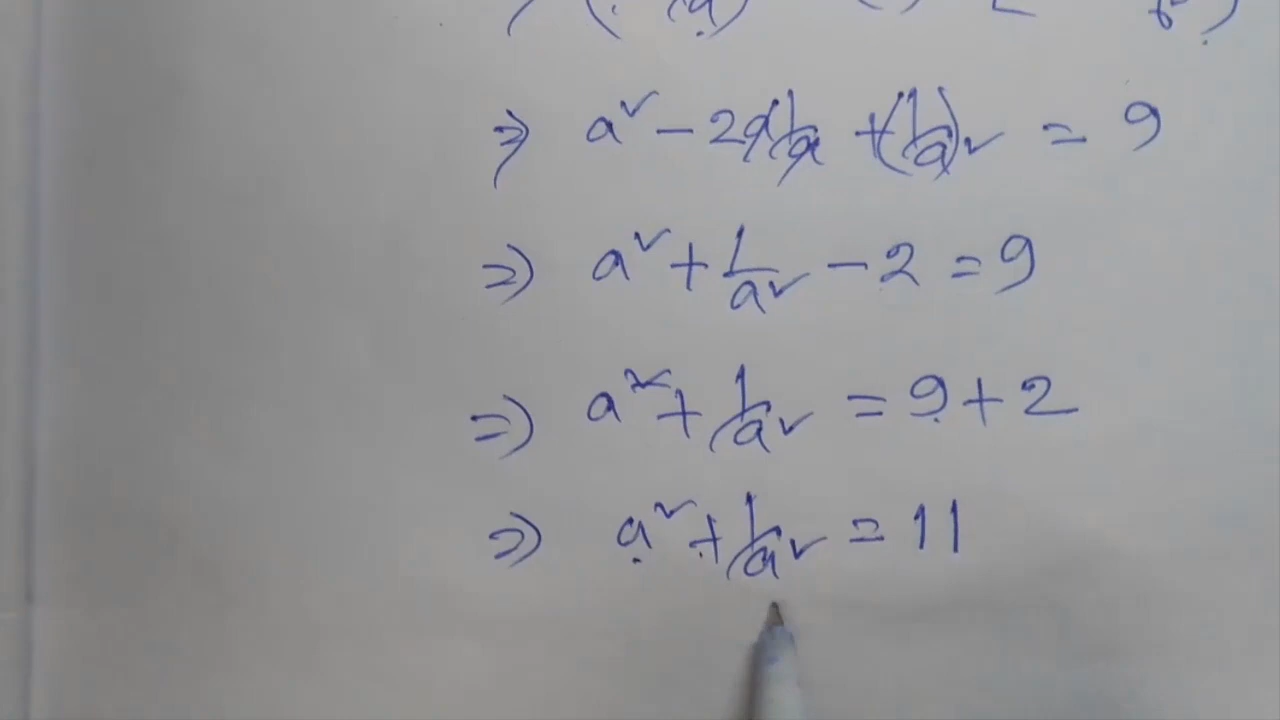 ⇒ a² - 2a·1/a + (1/a)² = 9
⇒ a² + 1/a² - 2 = 9
⇒ a² + 1/a² = 9 + 2
⇒ a² + 1/a² = 11